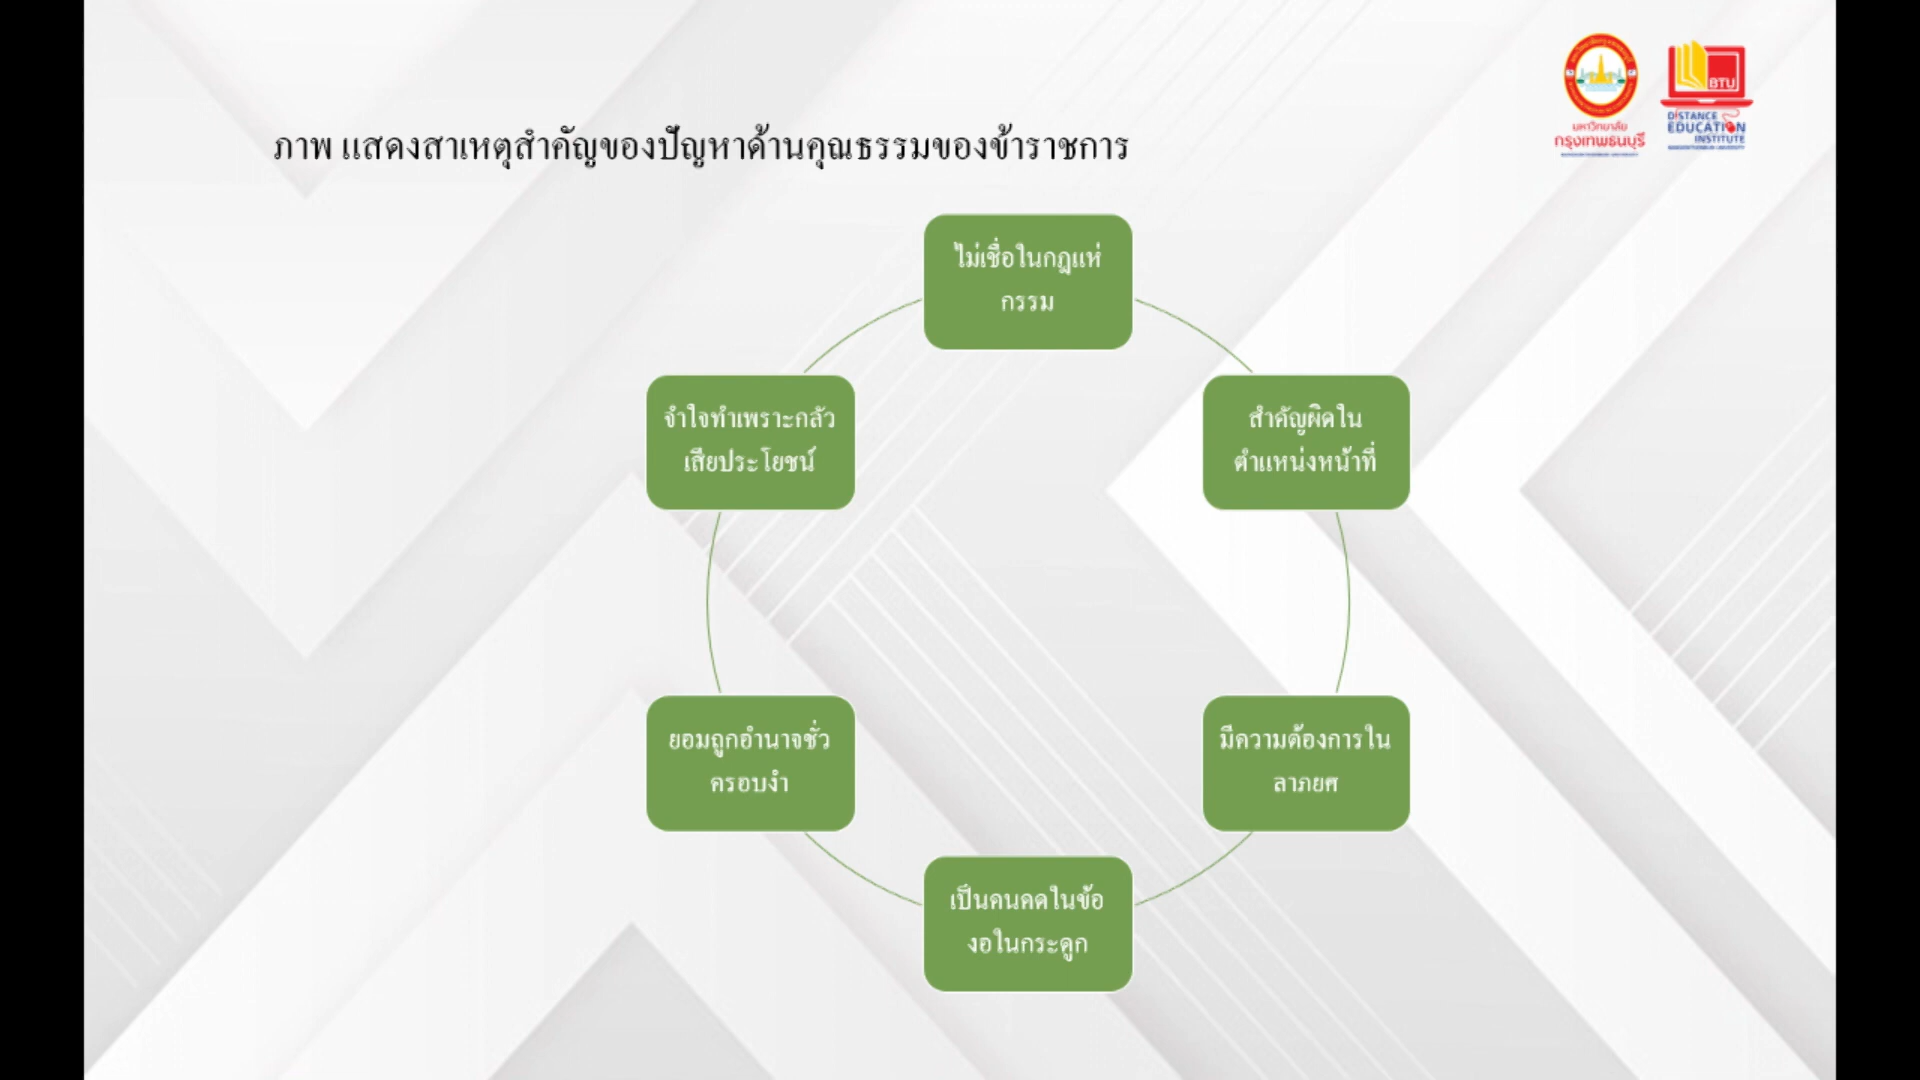 ภาพ แสดงสาเหตุสำคัญของปัญหาด้านคุณธรรมของข้าราชการ
มหาวิทยาลัย
กรุงเทพธนบุรี
BTU
DISTANCE
EDUCATION
INSTITUTE
ไม่เชื่อในกฎแห่
กรรม
สำคัญผิดใน
ตำแหน่งหน้าที่
มีความต้องการใน
ลาภยศ
เป็นคนคดในข้อ
งอในกระดูก
ยอมถูกอำนาจชั่ว
ครอบงำ
จำใจทำเพราะกลัว
เสียประโยชน์